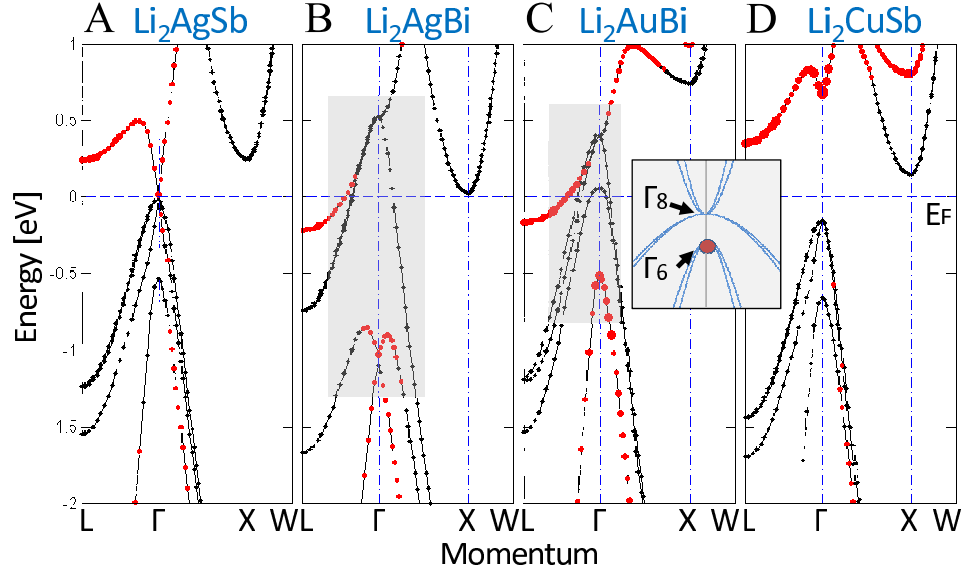 A Li₂AgSb B Li₂AgBi C Li₂AuBi D Li₂CuSb
Energy [eV]
1
0.5
0
-0.5
-1
1.5
-2
Γ8
Γ6
EF
L Γ X W L Γ X W L Γ X W L Γ X W
Momentum